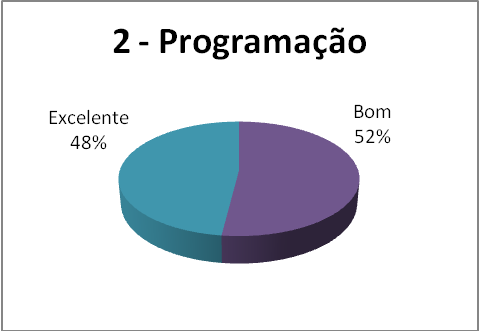 2 - Programação
Excelente
48%
Bom
52%